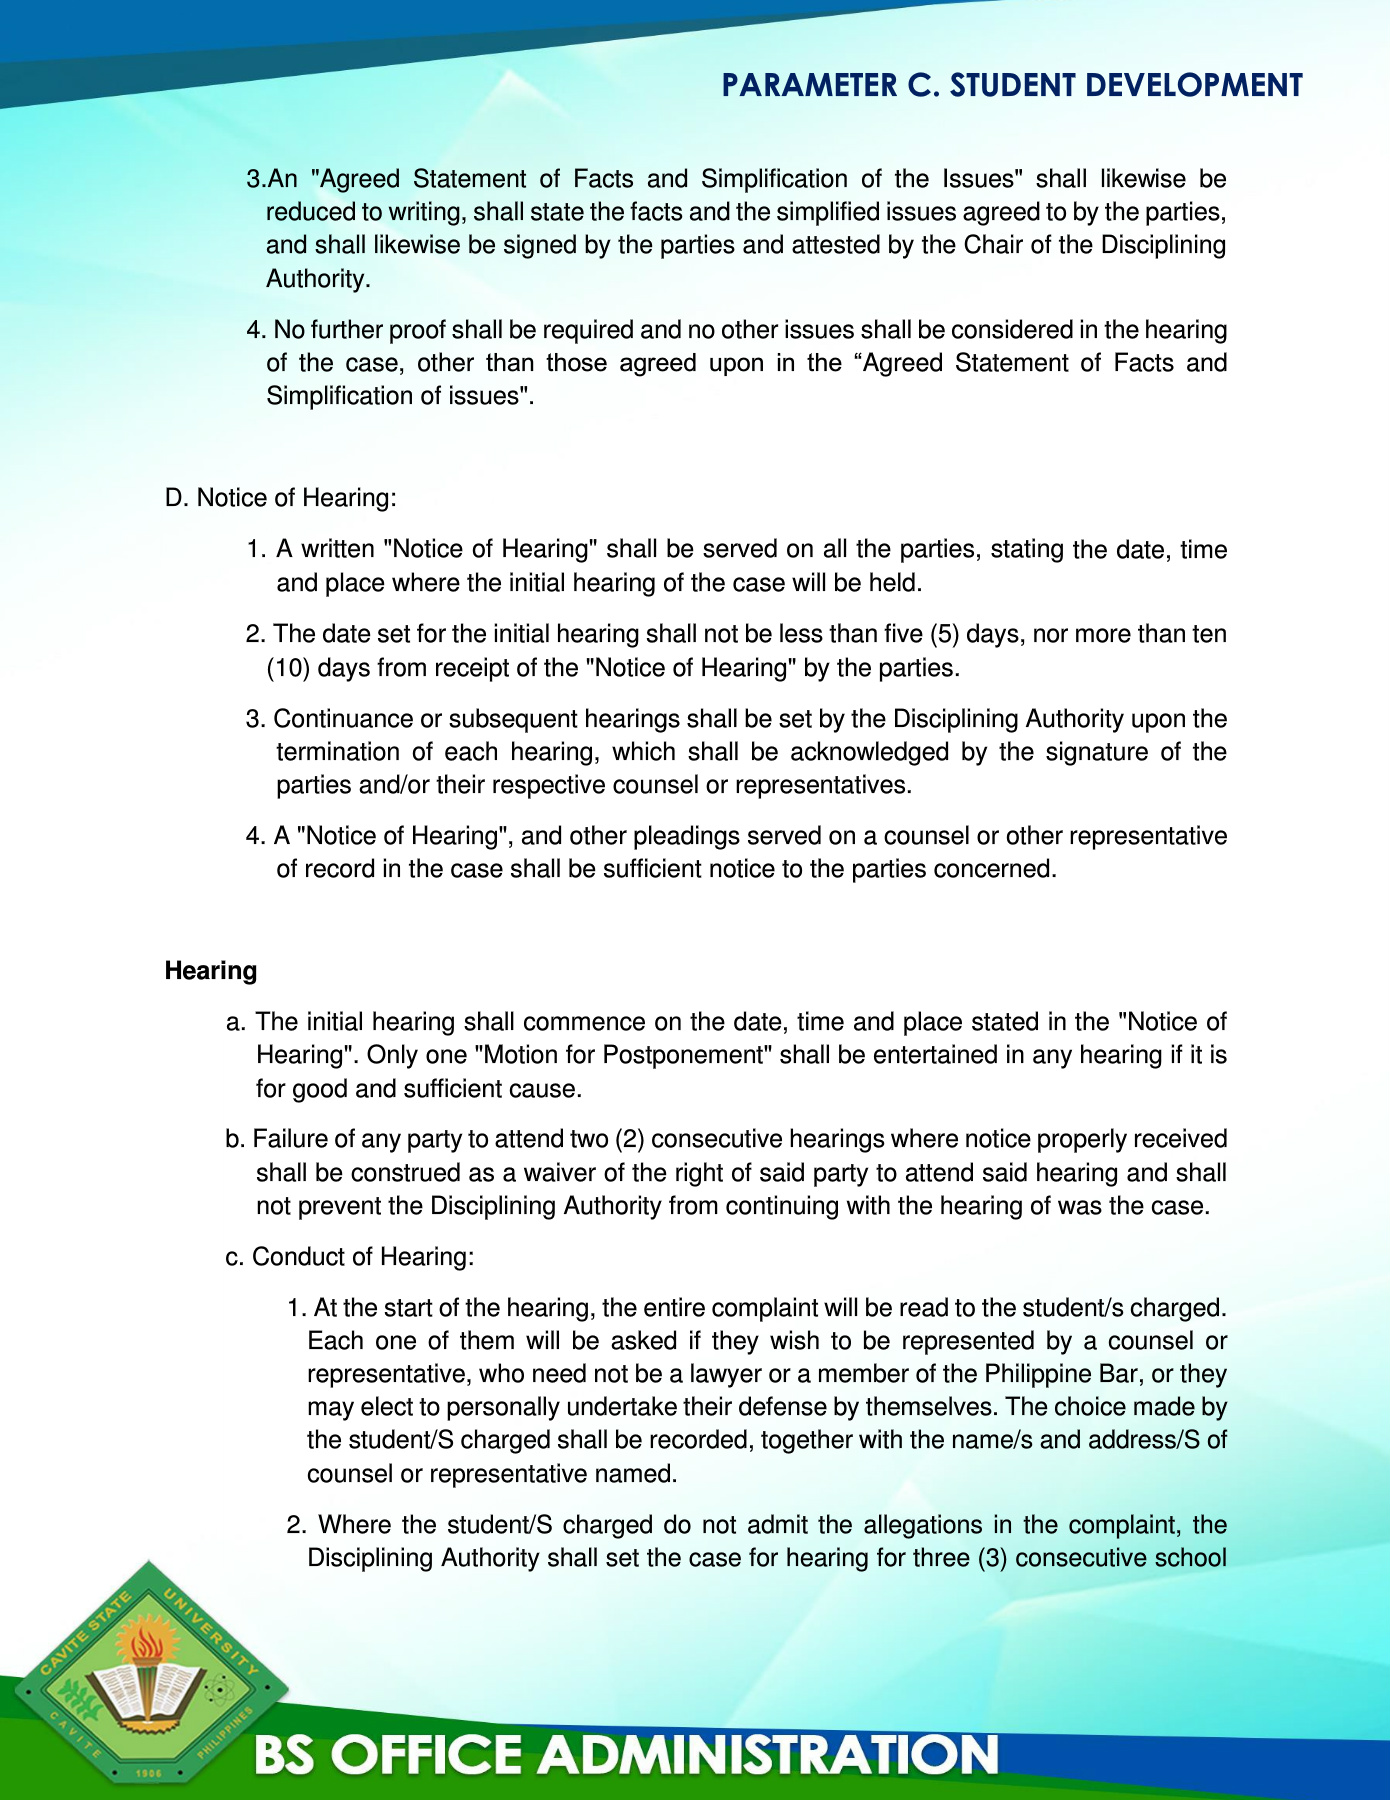 PARAMETER C. STUDENT DEVELOPMENT
3.An "Agreed Statement of Facts and Simplification of the Issues" shall likewise be
reduced to writing, shall state the facts and the simplified issues agreed to by the parties,
and shall likewise be signed by the parties and attested by the Chair of the Disciplining
Authority.
4. No further proof shall be required and no other issues shall be considered in the hearing
of the case, other than those agreed upon in the “Agreed Statement of Facts and
Simplification of issues".
D. Notice of Hearing:
1. A written "Notice of Hearing" shall be served on all the parties, stating the date, time
and place where the initial hearing of the case will be held.
2. The date set for the initial hearing shall not be less than five (5) days, nor more than ten
(10) days from receipt of the "Notice of Hearing" by the parties.
3. Continuance or subsequent hearings shall be set by the Disciplining Authority upon the
termination of each hearing, which shall be acknowledged by the signature of the
parties and/or their respective counsel or representatives.
4. A "Notice of Hearing", and other pleadings served on a counsel or other representative
of record in the case shall be sufficient notice to the parties concerned.
Hearing
a. The initial hearing shall commence on the date, time and place stated in the "Notice of
Hearing". Only one "Motion for Postponement" shall be entertained in any hearing if it is
for good and sufficient cause.
b. Failure of any party to attend two (2) consecutive hearings where notice properly received
shall be construed as a waiver of the right of said party to attend said hearing and shall
not prevent the Disciplining Authority from continuing with the hearing of was the case.
c. Conduct of Hearing:
1. At the start of the hearing, the entire complaint will be read to the student/s charged.
Each one of them will be asked if they wish to be represented by a counsel or
representative, who need not be a lawyer or a member of the Philippine Bar, or they
may elect to personally undertake their defense by themselves. The choice made by
the student/S charged shall be recorded, together with the name/s and address/S of
counsel or representative named.
2. Where the student/S charged do not admit the allegations in the complaint, the
Disciplining Authority shall set the case for hearing for three (3) consecutive school
CAVITE STATE UNIVERSITY
CAVITE PHILIPPINES
1906
BS OFFICE ADMINISTRATION